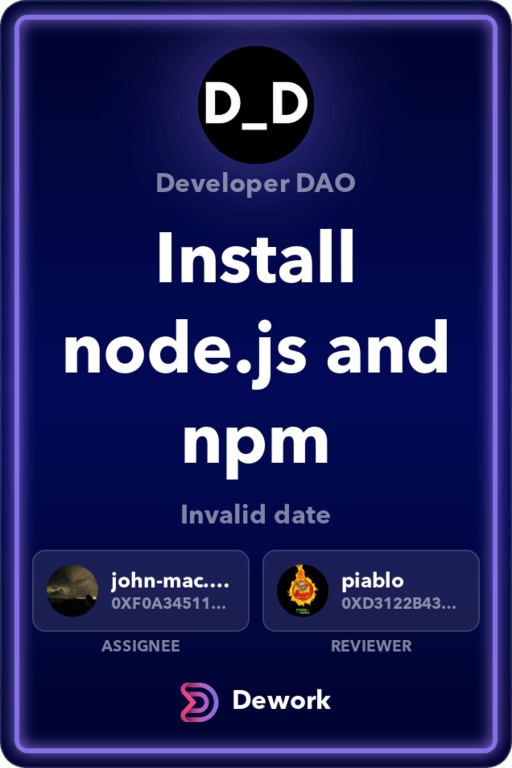 D_D
Developer DAO
Install
node.js and
npm
Invalid date
john-mac....
0XF0A34511...
ASSIGNEE
piablo
0XD3122B43...
REVIEWER
Dework